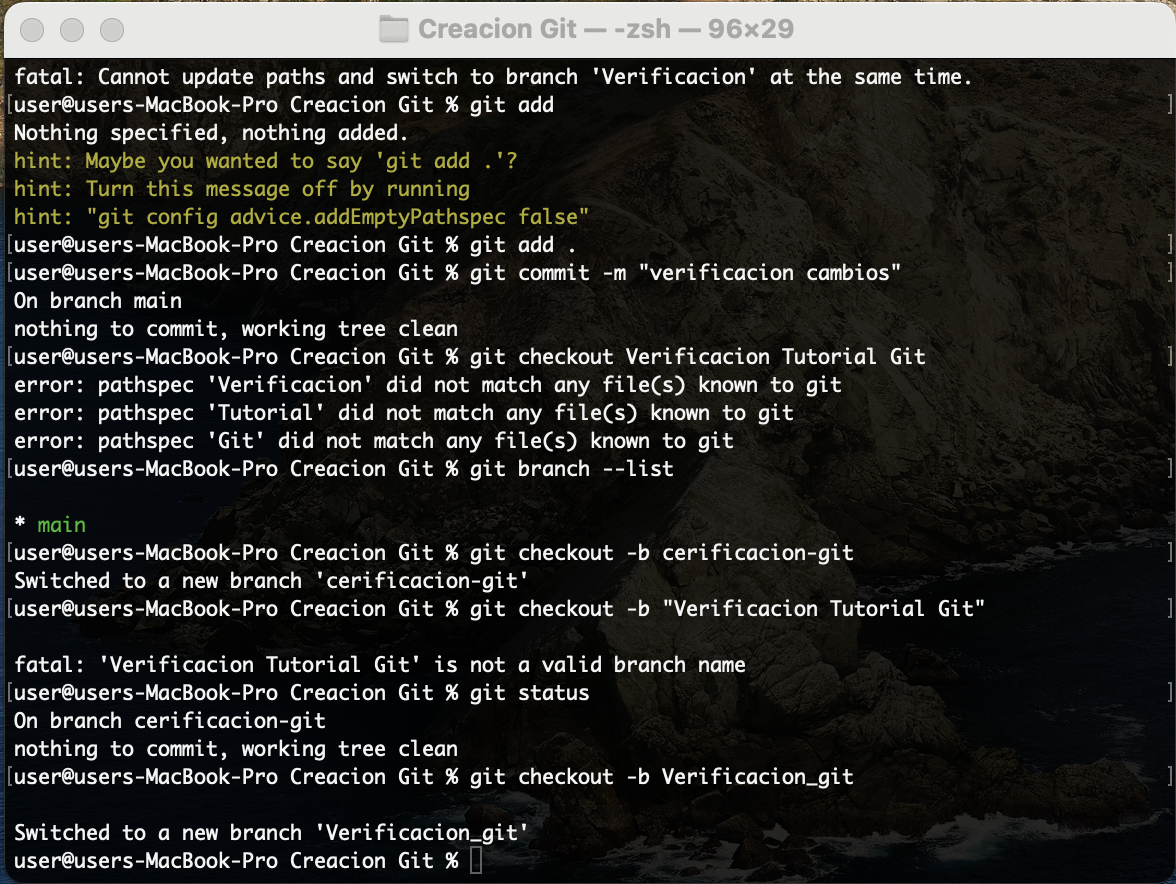 Creacion Git — -zsh — 96×29
fatal: Cannot update paths and switch to branch 'Verificacion' at the same time.
[user@users-MacBook-Pro Creacion Git % git add ]
Nothing specified, nothing added.
hint: Maybe you wanted to say 'git add .'?
hint: Turn this message off by running
hint: "git config advice.addEmptyPathspec false"
[user@users-MacBook-Pro Creacion Git % git add . ]
[user@users-MacBook-Pro Creacion Git % git commit -m "verificacion cambios" ]
On branch main
nothing to commit, working tree clean
[user@users-MacBook-Pro Creacion Git % git checkout Verificacion Tutorial Git ]
error: pathspec 'Verificacion' did not match any file(s) known to git
error: pathspec 'Tutorial' did not match any file(s) known to git
error: pathspec 'Git' did not match any file(s) known to git
[user@users-MacBook-Pro Creacion Git % git branch --list ]
* main
[user@users-MacBook-Pro Creacion Git % git checkout -b cerificacion-git ]
Switched to a new branch 'cerificacion-git'
[user@users-MacBook-Pro Creacion Git % git checkout -b "Verificacion Tutorial Git" ]
fatal: 'Verificacion Tutorial Git' is not a valid branch name
[user@users-MacBook-Pro Creacion Git % git status ]
On branch cerificacion-git
nothing to commit, working tree clean
[user@users-MacBook-Pro Creacion Git % git checkout -b Verificacion_git ]
Switched to a new branch 'Verificacion_git'
user@users-MacBook-Pro Creacion Git %